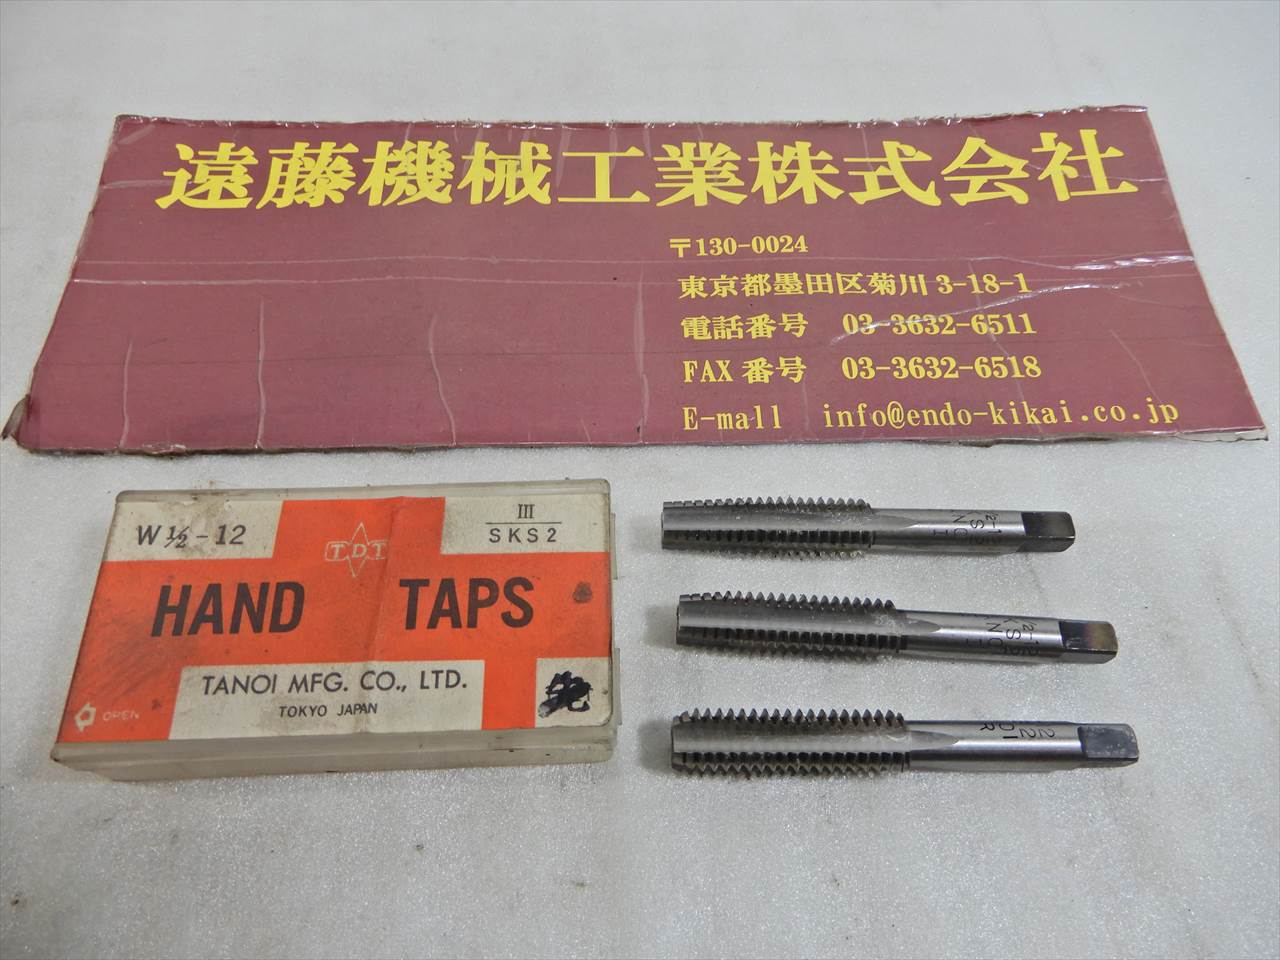 遠藤機械工業株式会社
〒130-0024
東京都墨田区菊川 3-18-1
電話番号 03-3632-6511
FAX 番号 03-3632-6518
E-mall info@endo-kikai.co.jp
W ½ - 12
III
SKS2
T.D.T
HAND TAPS
TANOI MFG. CO., LTD.
TOKYO JAPAN
OPEN